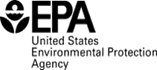 EPA
United States
Environmental Protection
Agency